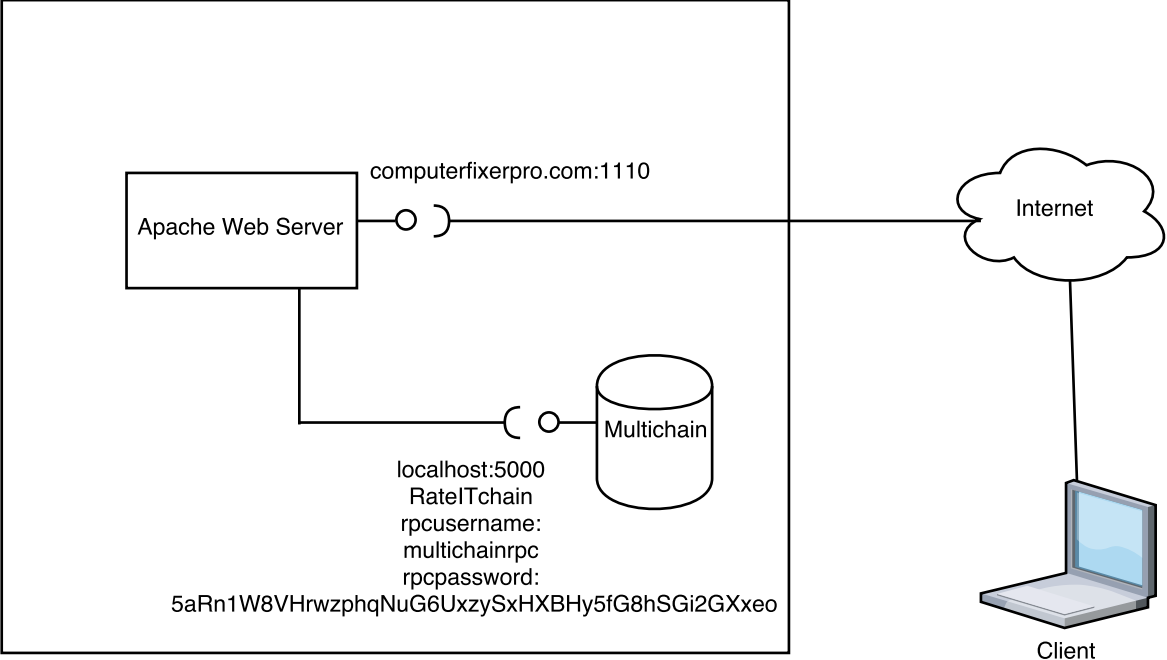 computerfixerpro.com:1110
Apache Web Server
Internet
Multichain
localhost:5000
RateITchain
rpcusername:
multichainrpc
rpcpassword:
5aRn1W8VHrwzphqNuG6UxzySxHXBHy5fG8hSGi2GXxeo
Client